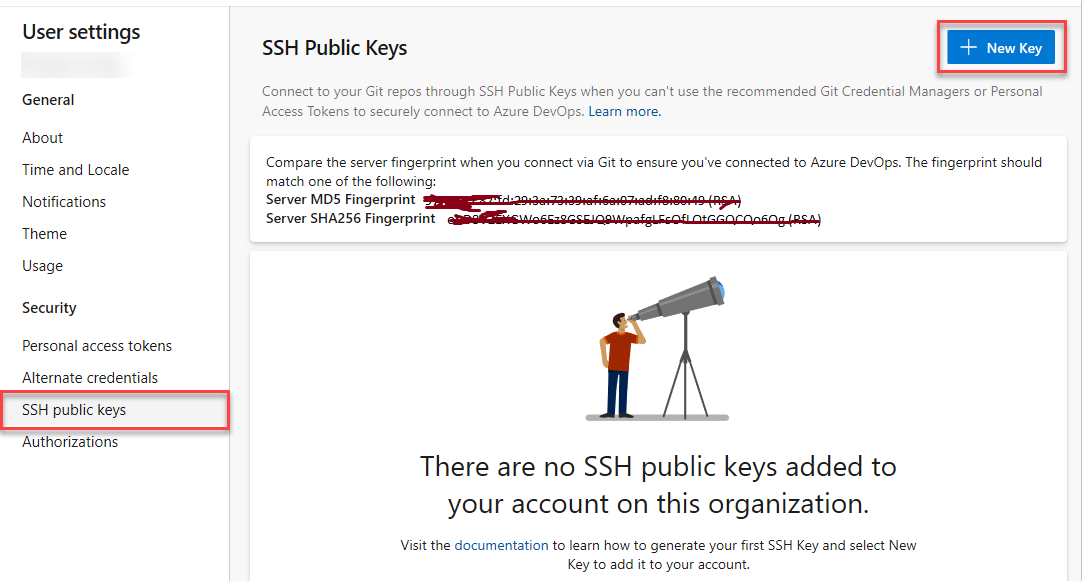 User settings
General
About
Time and Locale
Notifications
Theme
Usage
Security
Personal access tokens
Alternate credentials
SSH public keys
Authorizations
SSH Public Keys
New Key
Connect to your Git repos through SSH Public Keys when you can't use the recommended Git Credential Managers or Personal
Access Tokens to securely connect to Azure DevOps. Learn more.
Compare the server fingerprint when you connect via Git to ensure you've connected to Azure DevOps. The fingerprint should
match one of the following:
Server MD5 Fingerprint (RSA)
Server SHA256 Fingerprint (RSA)
There are no SSH public keys added to
your account on this organization.
Visit the documentation to learn how to generate your first SSH Key and select New
Key to add it to your account.